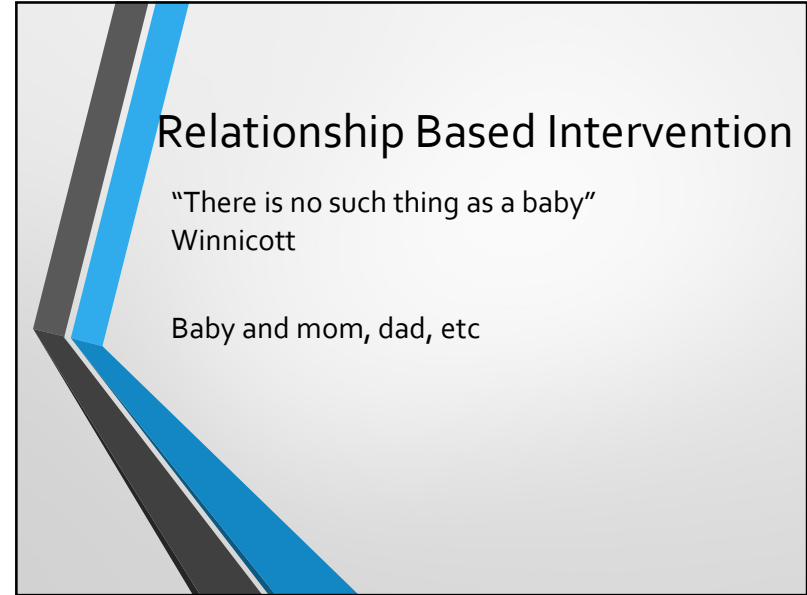 Relationship Based Intervention
“There is no such thing as a baby”
Winnicott
Baby and mom, dad, etc